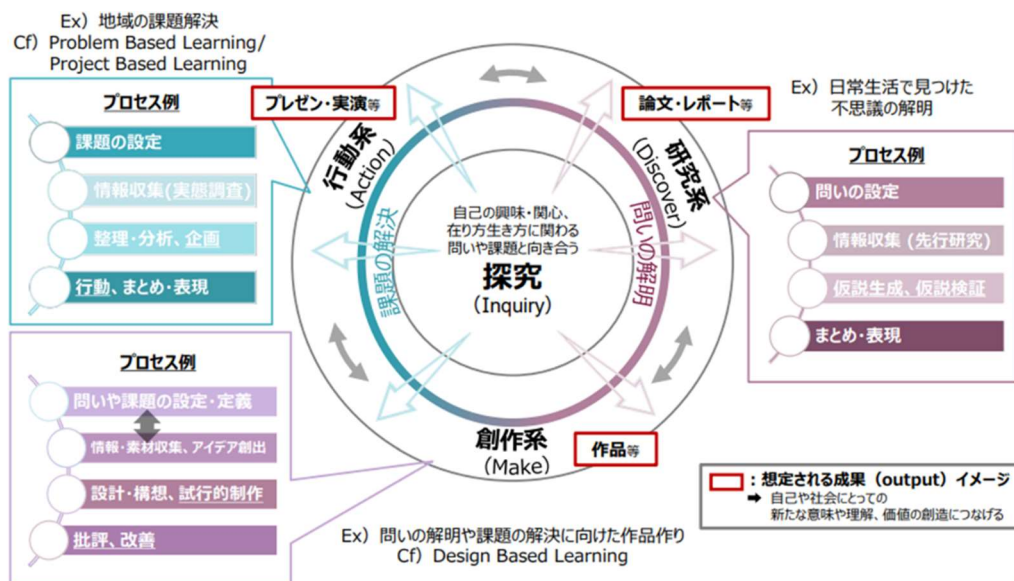 Ex）地域の課題解決
Cf）Problem Based Learning/
Project Based Learning
プロセス例
課題の設定
情報収集(実態調査)
整理・分析、企画
行動、まとめ・表現
プレゼン・実演等
論文・レポート等
行動系
(Action)
研究系
(Discover)
課題の解決
問いの解明
自己の興味・関心、
在り方生き方に関わる
問いや課題と向き合う
探究
(Inquiry)
Ex）日常生活で見つけた
不思議の解明
プロセス例
問いの設定
情報収集 (先行研究)
仮説生成、仮説検証
まとめ・表現
プロセス例
問いや課題の設定・定義
情報・素材収集、アイデア創出
設計・構想、試行的制作
批評、改善
創作系
(Make)
作品等
Ex）問いの解明や課題の解決に向けた作品作り
Cf）Design Based Learning
：想定される成果（output）イメージ
➡ 自己や社会にとっての
新たな意味や理解、価値の創造につなげる